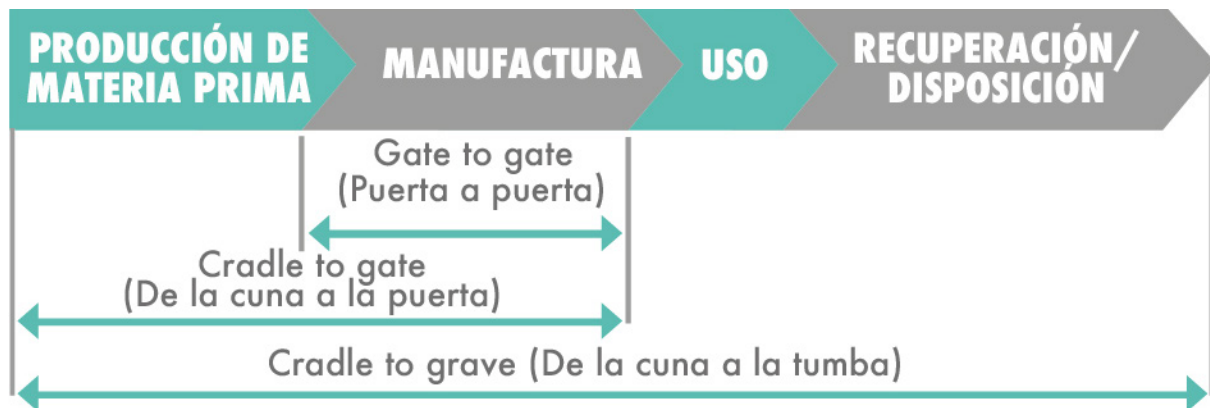 PRODUCCIÓN DE
MATERIA PRIMA
MANUFACTURA
USO
RECUPERACIÓN/
DISPOSICIÓN
Gate to gate
(Puerta a puerta)
Cradle to gate
(De la cuna a la puerta)
Cradle to grave (De la cuna a la tumba)